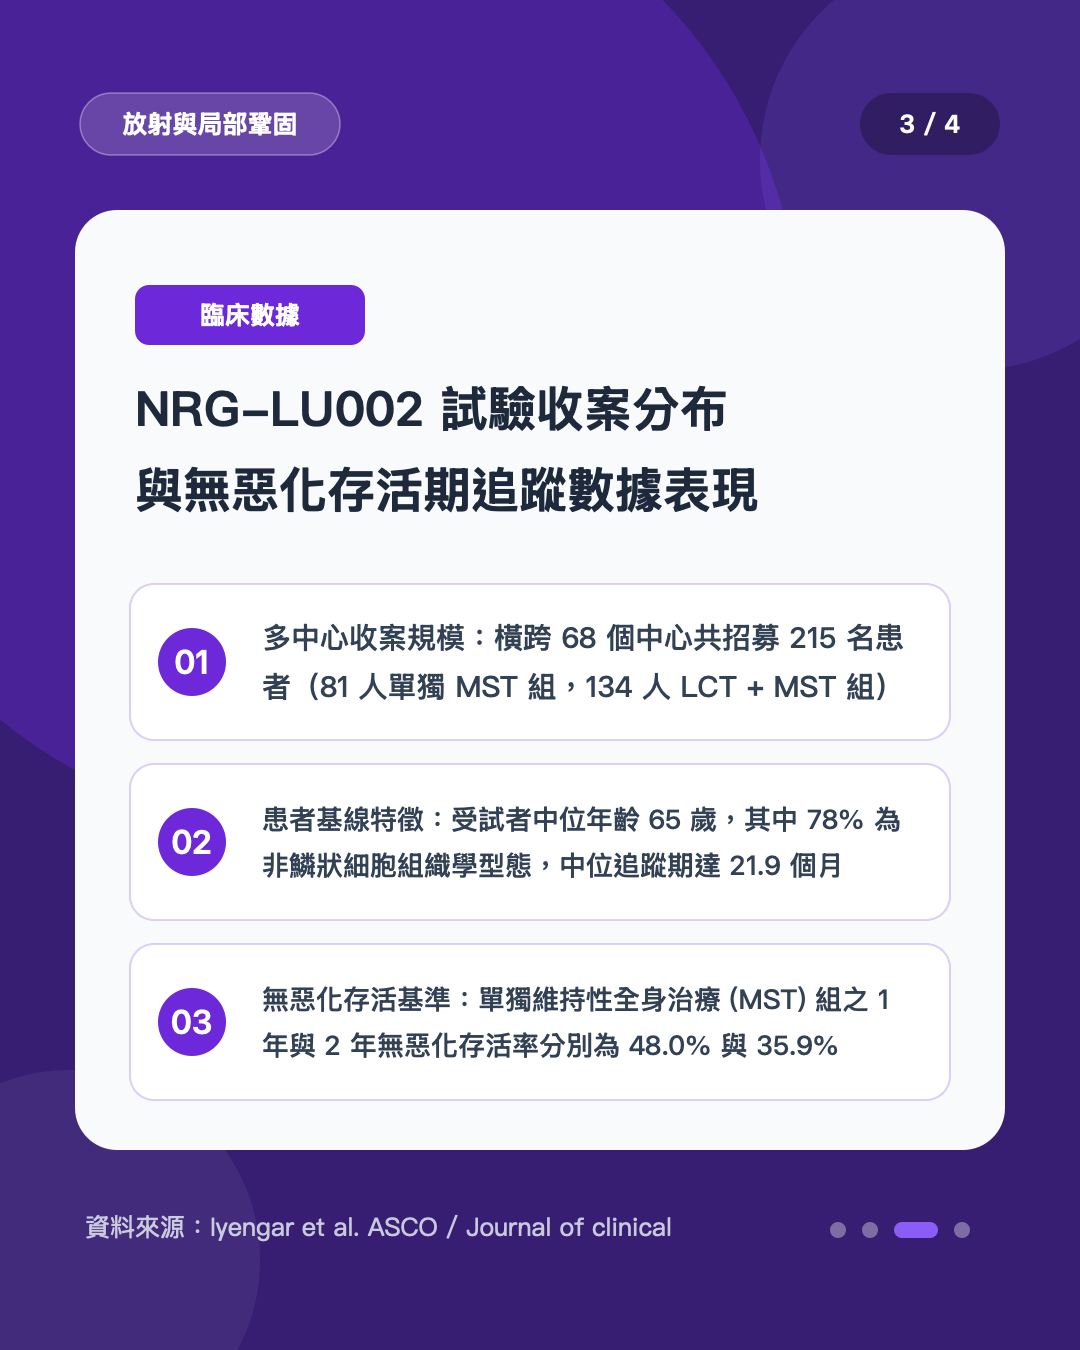 放射與局部鞏固
3 / 4
臨床數據
NRG–LU002 試驗收案分布
與無惡化存活期追蹤數據表現
01
多中心收案規模：橫跨 68 個中心共招募 215 名患
者（81 人單獨 MST 組，134 人 LCT + MST 組）
02
患者基線特徵：受試者中位年齡 65 歲，其中 78% 為
非鱗狀細胞組織學型態，中位追蹤期達 21.9 個月
03
無惡化存活基準：單獨維持性全身治療 (MST) 組之 1
年與 2 年無惡化存活率分別為 48.0% 與 35.9%
資料來源：Iyengar et al. ASCO / Journal of clinical